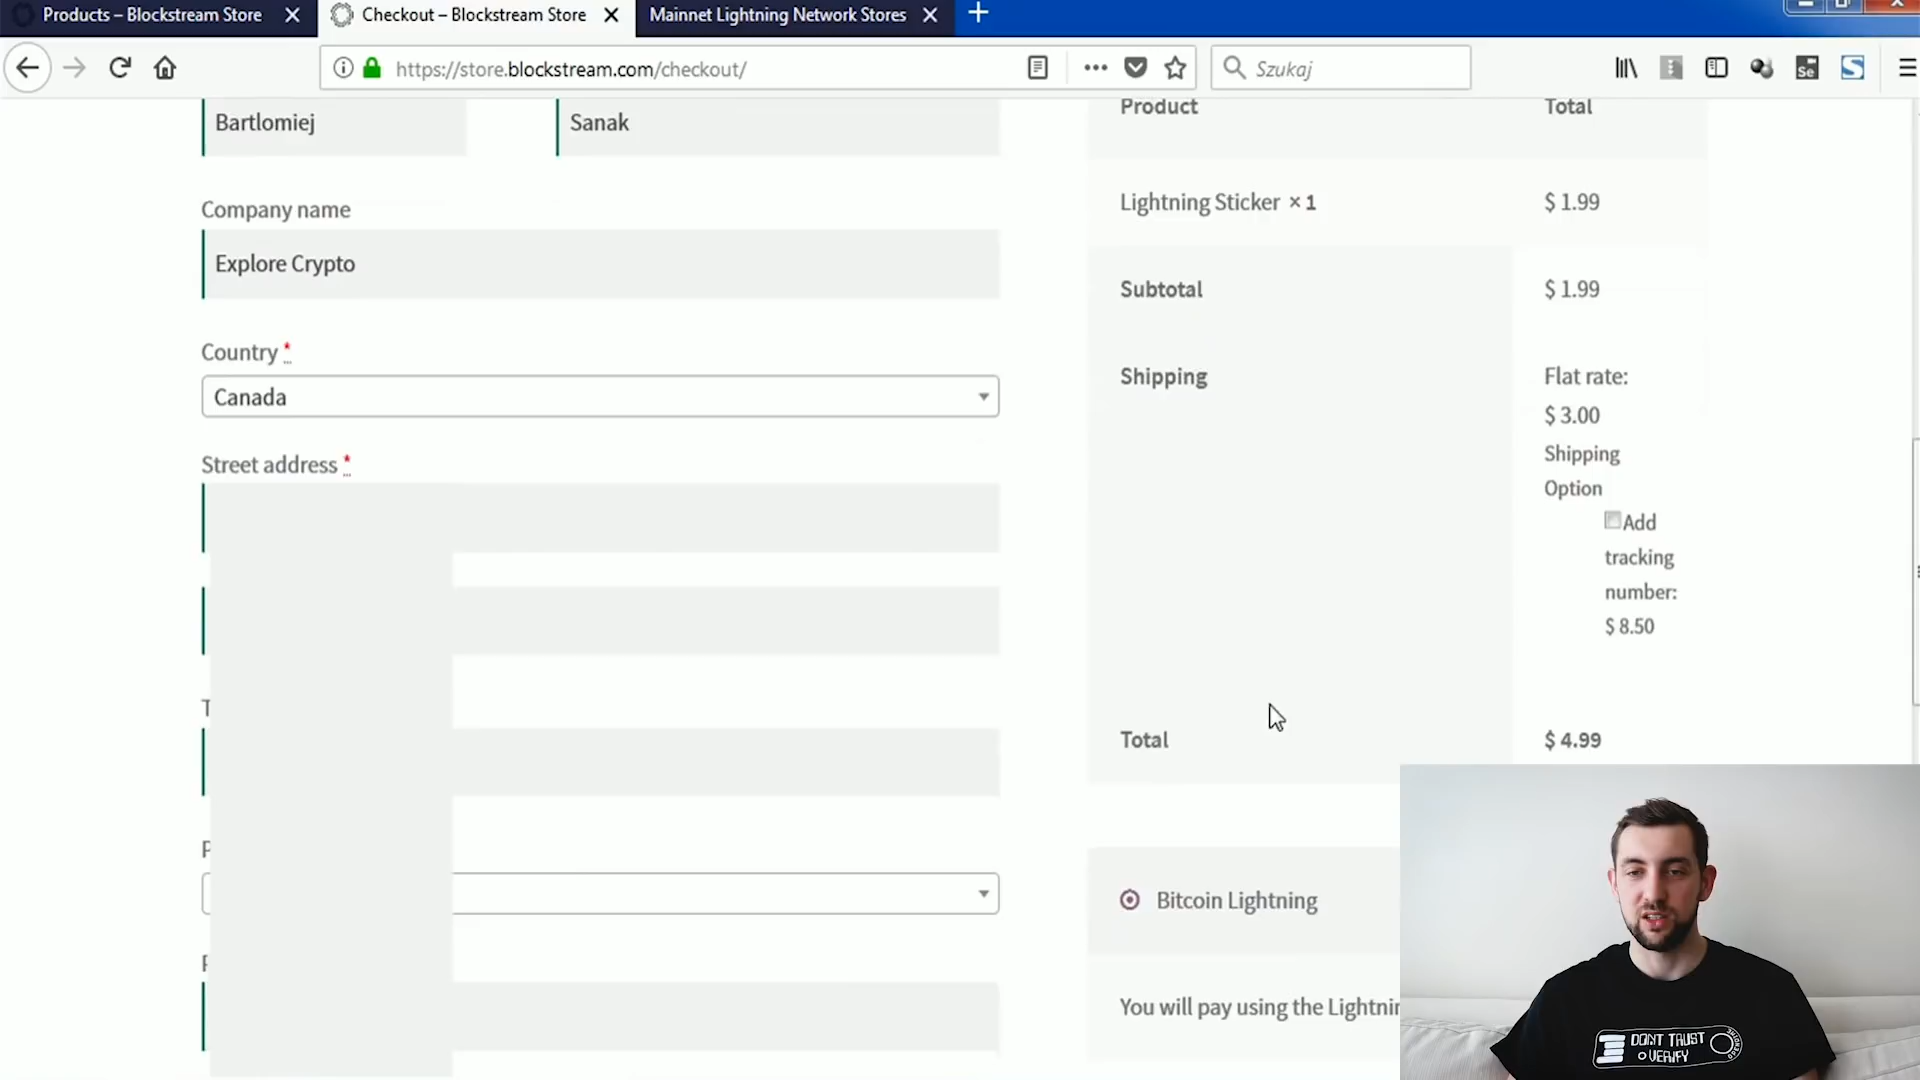 Products – Blockstream Store
Checkout – Blockstream Store
Mainnet Lightning Network Stores
https://store.blockstream.com/checkout/
Szukaj
Se
S
Bartlomiej
Sanak
Company name
Explore Crypto
Country *
Canada
Street address *
T
P
Product
Total
Lightning Sticker × 1
$ 1.99
Subtotal
$ 1.99
Shipping
Flat rate:
$ 3.00
Shipping
Option
Add
tracking
number:
$ 8.50
Total
$ 4.99
Bitcoin Lightning
You will pay using the Lightnin
DON'T TRUST
VERIFY